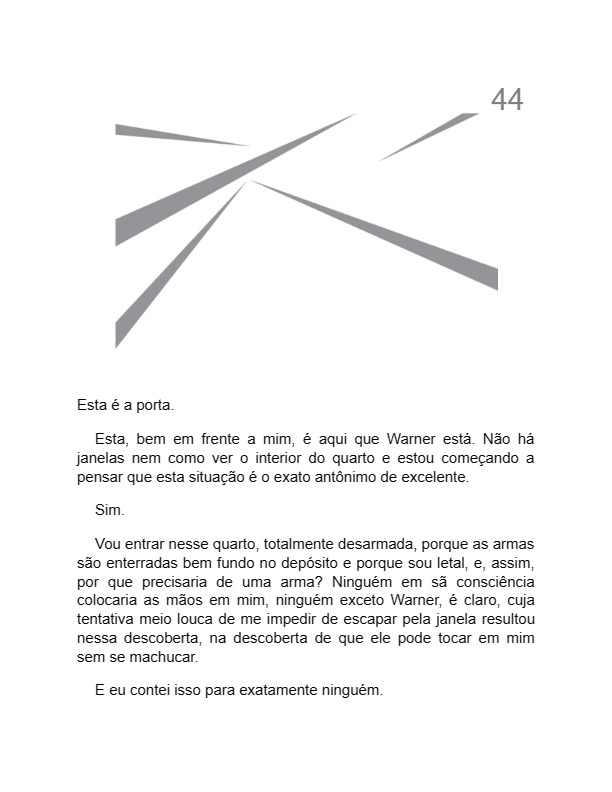 44
Esta é a porta.
Esta, bem em frente a mim, é aqui que Warner está. Não há
janelas nem como ver o interior do quarto e estou começando a
pensar que esta situação é o exato antônimo de excelente.
Sim.
Vou entrar nesse quarto, totalmente desarmada, porque as armas
são enterradas bem fundo no depósito e porque sou letal, e, assim,
por que precisaria de uma arma? Ninguém em sã consciência
colocaria as mãos em mim, ninguém exceto Warner, é claro, cuja
tentativa meio louca de me impedir de escapar pela janela resultou
nessa descoberta, na descoberta de que ele pode tocar em mim
sem se machucar.
E eu contei isso para exatamente ninguém.